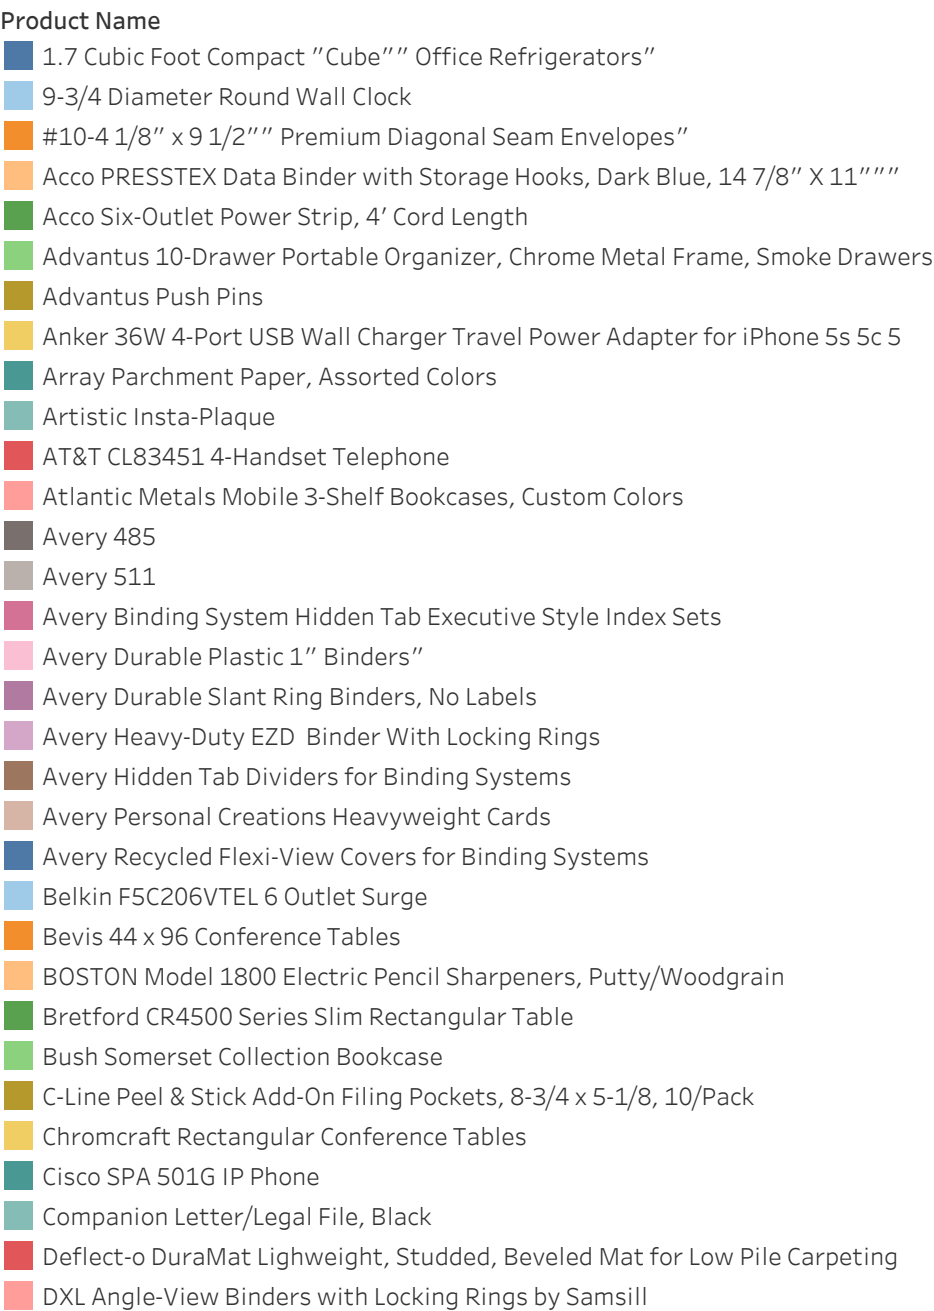 Product Name
1.7 Cubic Foot Compact "Cube"" Office Refrigerators"
9-3/4 Diameter Round Wall Clock
#10-4 1/8" x 9 1/2"" Premium Diagonal Seam Envelopes"
Acco PRESSTEX Data Binder with Storage Hooks, Dark Blue, 14 7/8" X 11"""
Acco Six-Outlet Power Strip, 4' Cord Length
Advantus 10-Drawer Portable Organizer, Chrome Metal Frame, Smoke Drawers
Advantus Push Pins
Anker 36W 4-Port USB Wall Charger Travel Power Adapter for iPhone 5s 5c 5
Array Parchment Paper, Assorted Colors
Artistic Insta-Plaque
AT&T CL83451 4-Handset Telephone
Atlantic Metals Mobile 3-Shelf Bookcases, Custom Colors
Avery 485
Avery 511
Avery Binding System Hidden Tab Executive Style Index Sets
Avery Durable Plastic 1" Binders"
Avery Durable Slant Ring Binders, No Labels
Avery Heavy-Duty EZD  Binder With Locking Rings
Avery Hidden Tab Dividers for Binding Systems
Avery Personal Creations Heavyweight Cards
Avery Recycled Flexi-View Covers for Binding Systems
Belkin F5C206VTEL 6 Outlet Surge
Bevis 44 x 96 Conference Tables
BOSTON Model 1800 Electric Pencil Sharpeners, Putty/Woodgrain
Bretford CR4500 Series Slim Rectangular Table
Bush Somerset Collection Bookcase
C-Line Peel & Stick Add-On Filing Pockets, 8-3/4 x 5-1/8, 10/Pack
Chromcraft Rectangular Conference Tables
Cisco SPA 501G IP Phone
Companion Letter/Legal File, Black
Deflect-o DuraMat Lighweight, Studded, Beveled Mat for Low Pile Carpeting
DXL Angle-View Binders with Locking Rings by Samsill